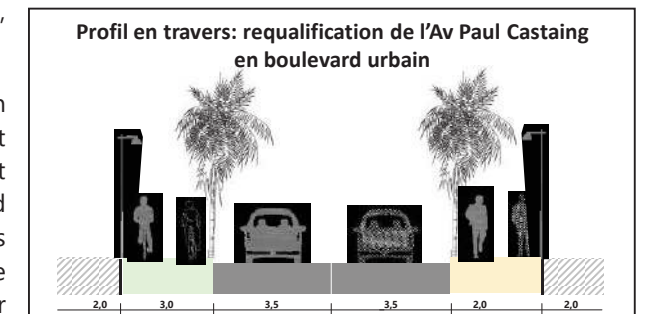 ,
Profil en travers: requalification de l'Av Paul Castaing
en boulevard urbain
n
t
t
d
s
e
r
2,0 3,0 3,5 3,5 2,0 2,0